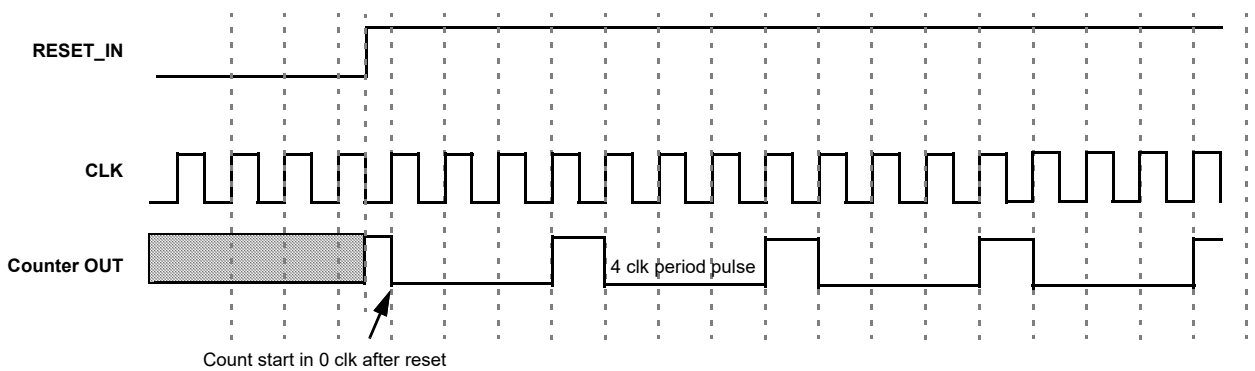 RESET_IN
CLK
Counter OUT
4 clk period pulse
Count start in 0 clk after reset